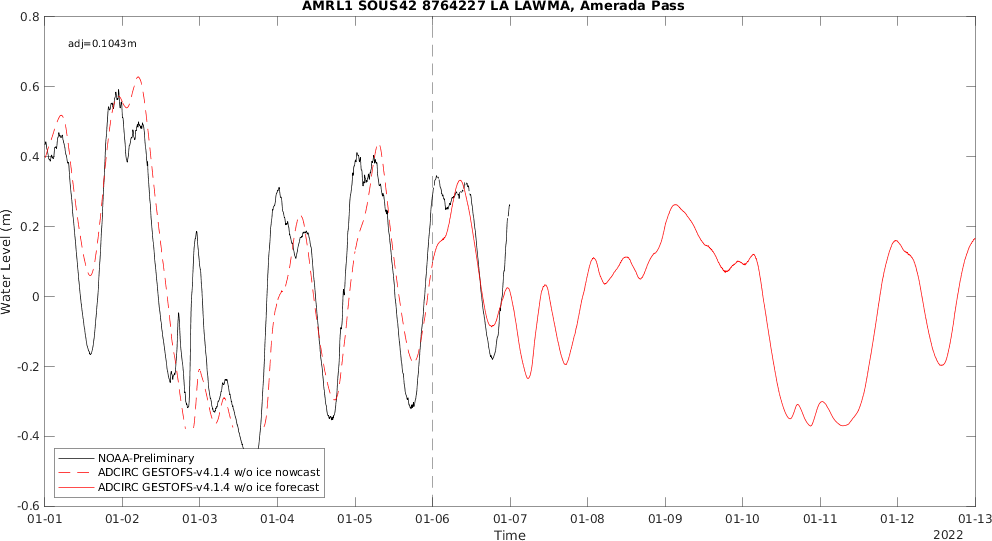 AMRL1 SOUS42 8764227 LA LAWMA, Amerada Pass
adj=0.1043m
Water Level (m)
0.8
0.6
0.4
0.2
0
-0.2
-0.4
-0.6
NOAA-Preliminary
ADCIRC GESTOFS-v4.1.4 w/o ice nowcast
ADCIRC GESTOFS-v4.1.4 w/o ice forecast
01-01 01-02 01-03 01-04 01-05 01-06 01-07 01-08 01-09 01-10 01-11 01-12 01-13
Time
2022